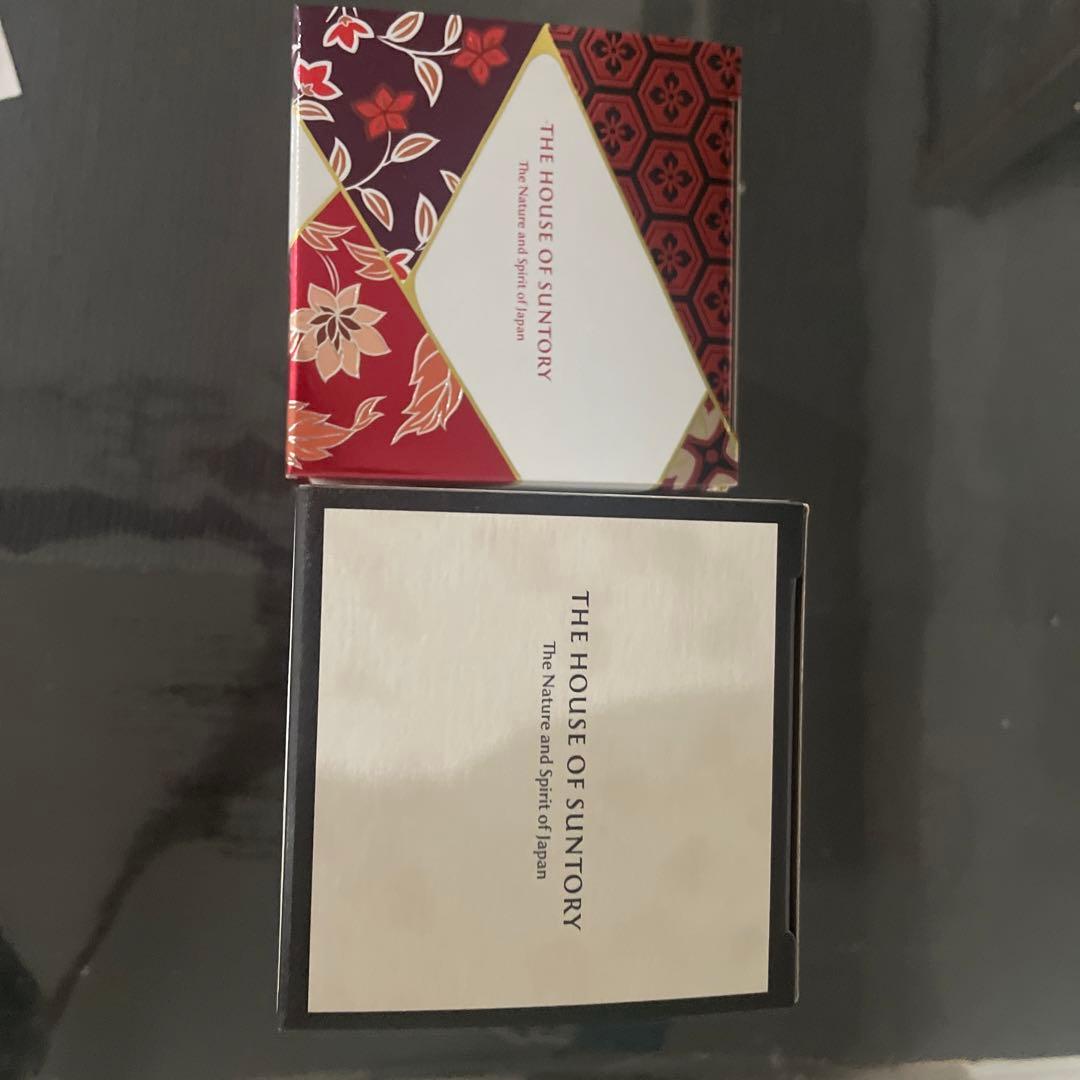 THE HOUSE OF SUNTORY
The Nature and Spirit of Japan
THE HOUSE OF SUNTORY
The Nature and Spirit of Japan